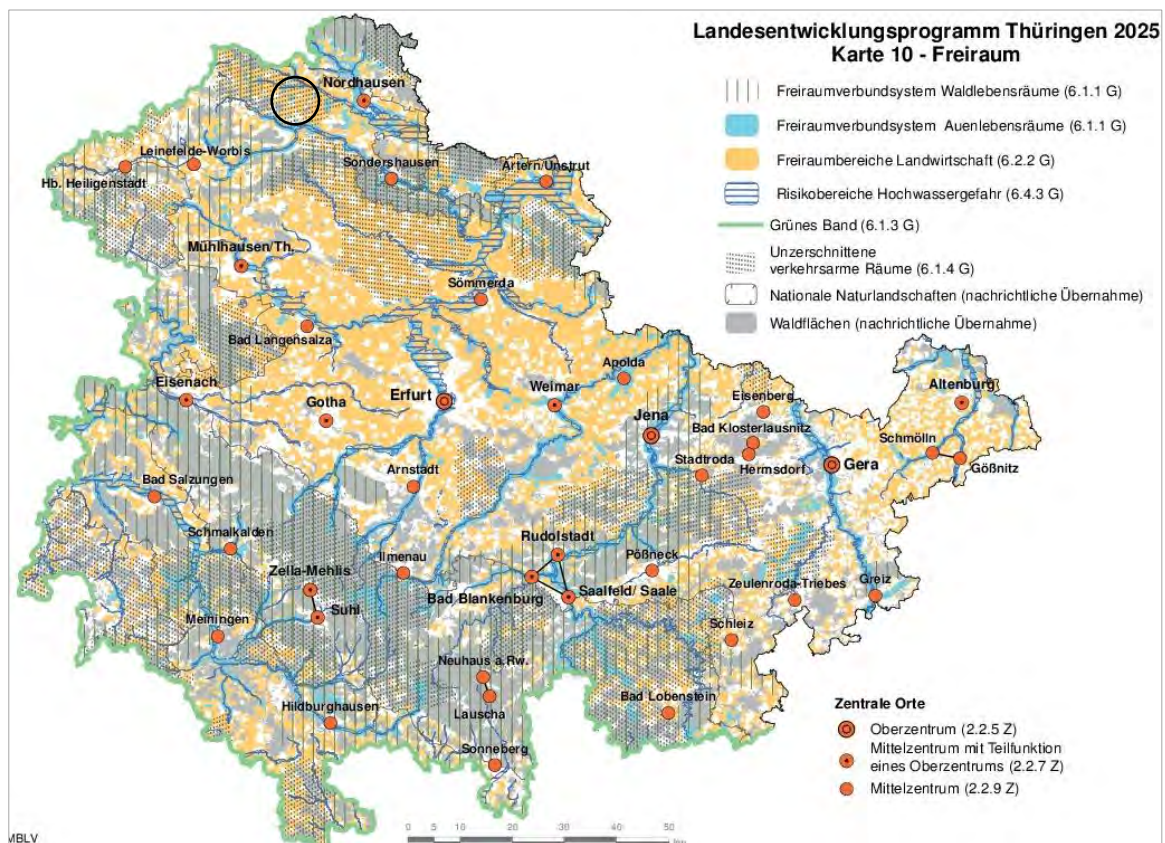 Landesentwicklungsprogramm Thüringen 2025
Karte 10 - Freiraum
Freiraumverbundsystem Waldlebensräume (6.1.1 G)
Freiraumverbundsystem Auenlebensräume (6.1.1 G)
Freiraumbereiche Landwirtschaft (6.2.2 G)
Risikobereiche Hochwassergefahr (6.4.3 G)
Grünes Band (6.1.3 G)
Unzerschnittene
verkehrsarme Räume (6.1.4 G)
Nationale Naturlandschaften (nachrichtliche Übernahme)
Waldflächen (nachrichtliche Übernahme)
Nordhausen
Leinefelde-Worbis
Hb. Heiligenstadt
Sondershausen
Artern/Unstrut
Mühlhausen/Th.
Sömmerda
Bad Langensalza
Eisenach
Gotha
Erfurt
Weimar
Apolda
Jena
Eisenberg
Bad Klosterlausnitz
Hermsdorf
Stadtroda
Gera
Altenburg
Schmölln
Gößnitz
Arnstadt
Bad Salzungen
Schmalkalden
Zella-Mehlis
Suhl
Ilmenau
Rudolstadt
Bad Blankenburg
Saalfeld/ Saale
Pößneck
Zeulenroda-Triebes
Greiz
Schleiz
Meiningen
Neuhaus a.Rw.
Lauscha
Bad Lobenstein
Hildburghausen
Sonneberg
Zentrale Orte
Oberzentrum (2.2.5 Z)
Mittelzentrum mit Teilfunktion
eines Oberzentrums (2.2.7 Z)
Mittelzentrum (2.2.9 Z)
0 5 10 20 30 40 50
MBLV